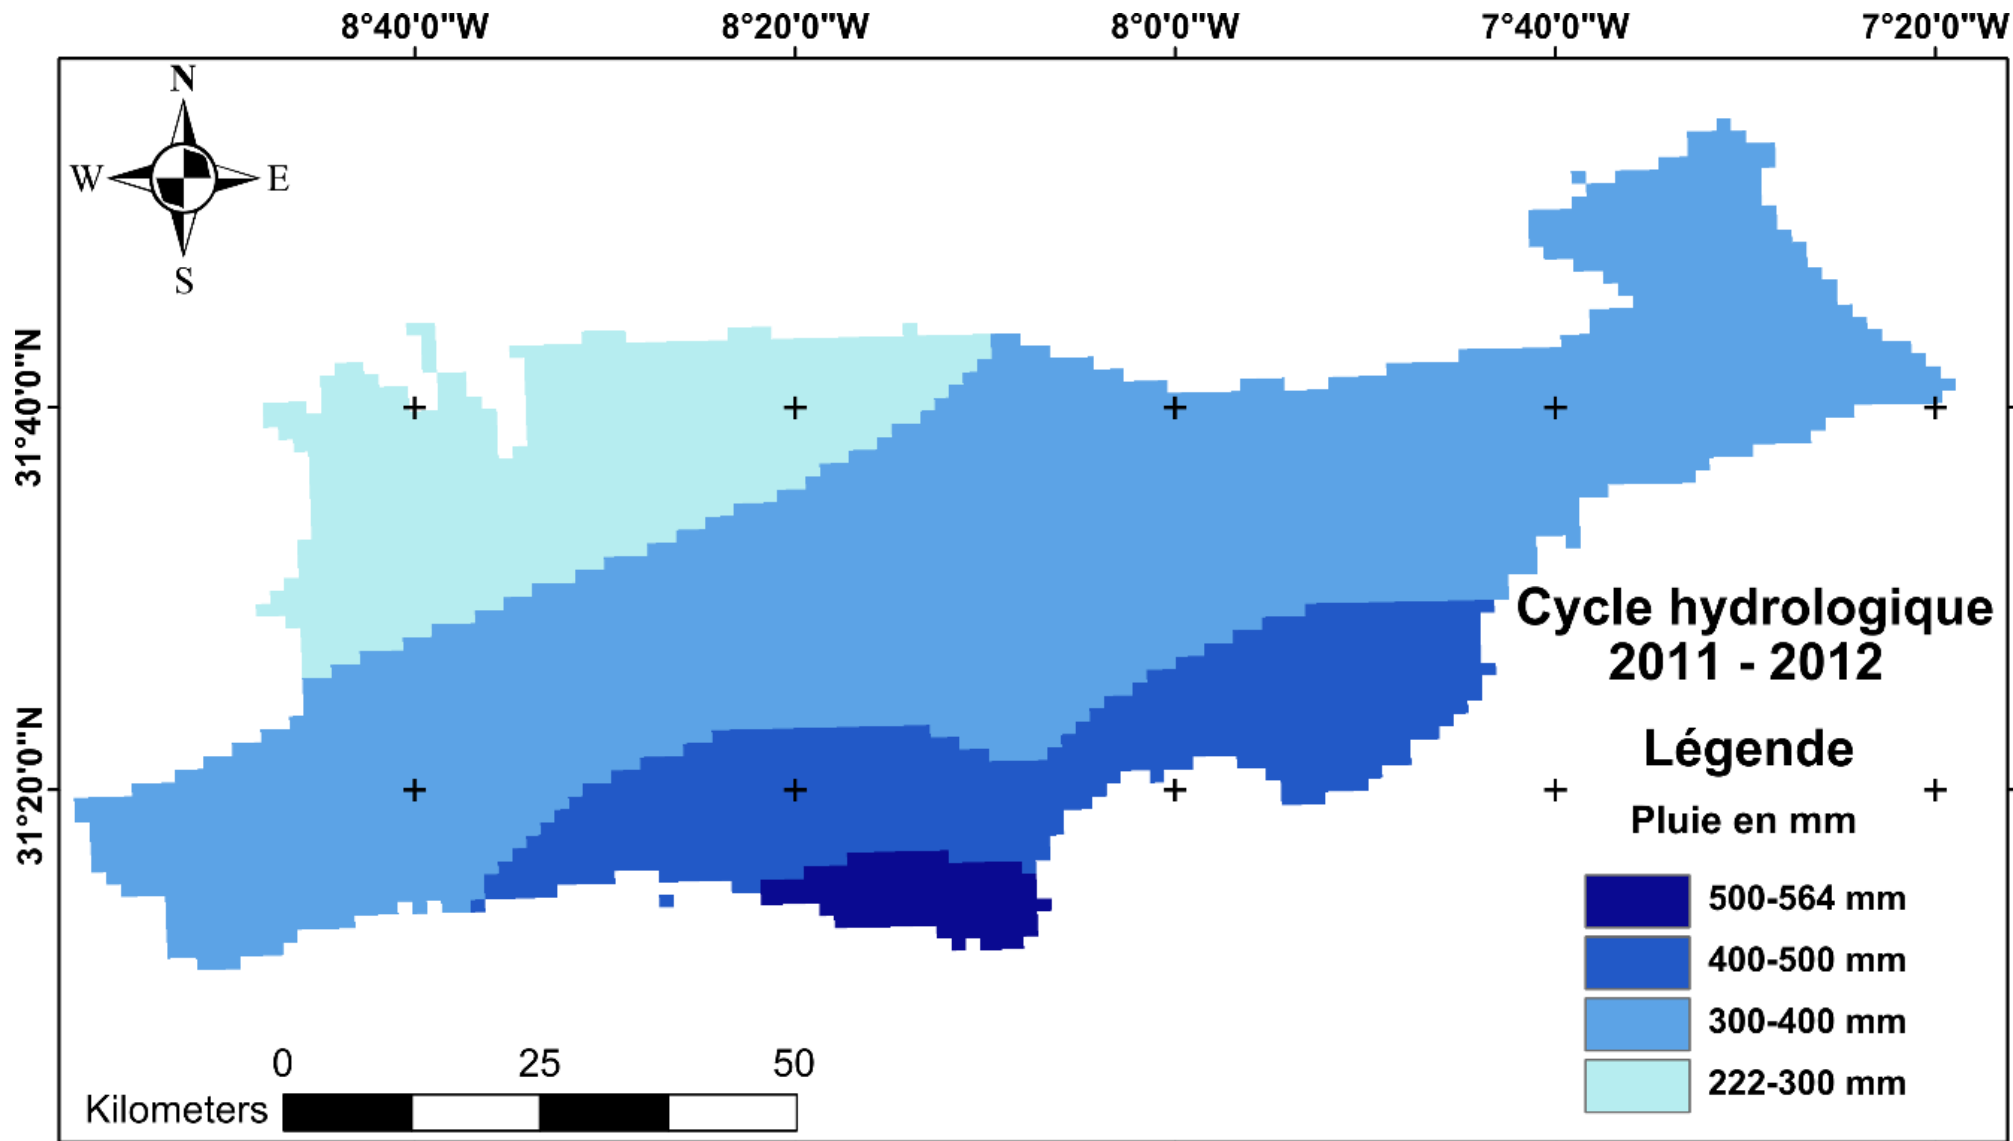 8°40'0"W 8°20'0"W 8°0'0"W 7°40'0"W 7°20'0"W
N
W E
S
31°40'0"N
31°20'0"N
Cycle hydrologique
2011 - 2012
Légende
Pluie en mm
500-564 mm
400-500 mm
300-400 mm
222-300 mm
0 25 50
Kilometers